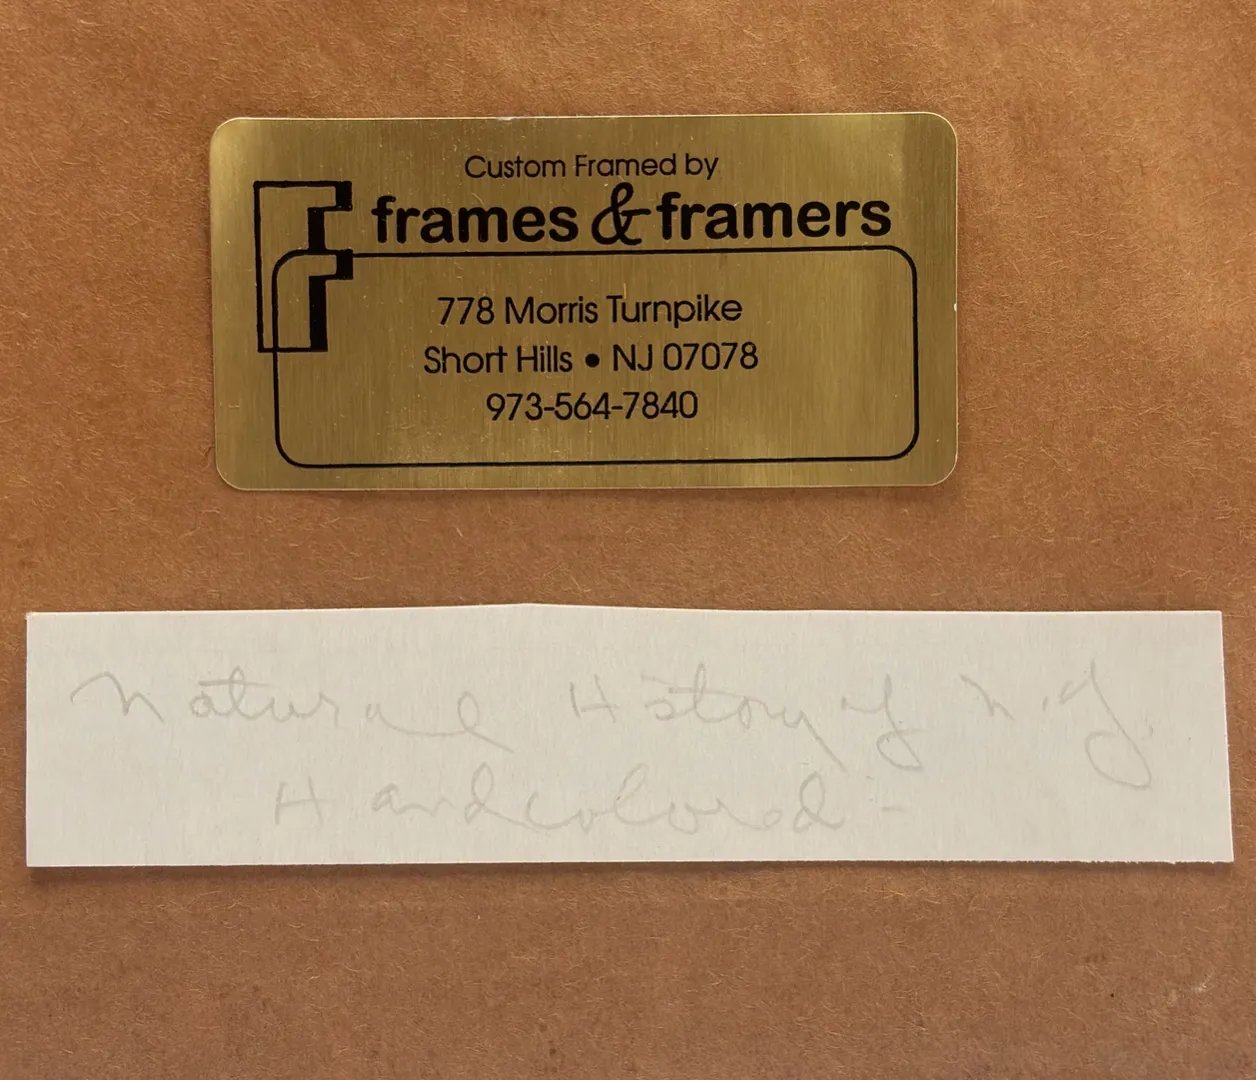 Custom Framed by
frames & framers
778 Morris Turnpike
Short Hills • NJ 07078
973-564-7840
Natural History of N.J.
Handcolored -